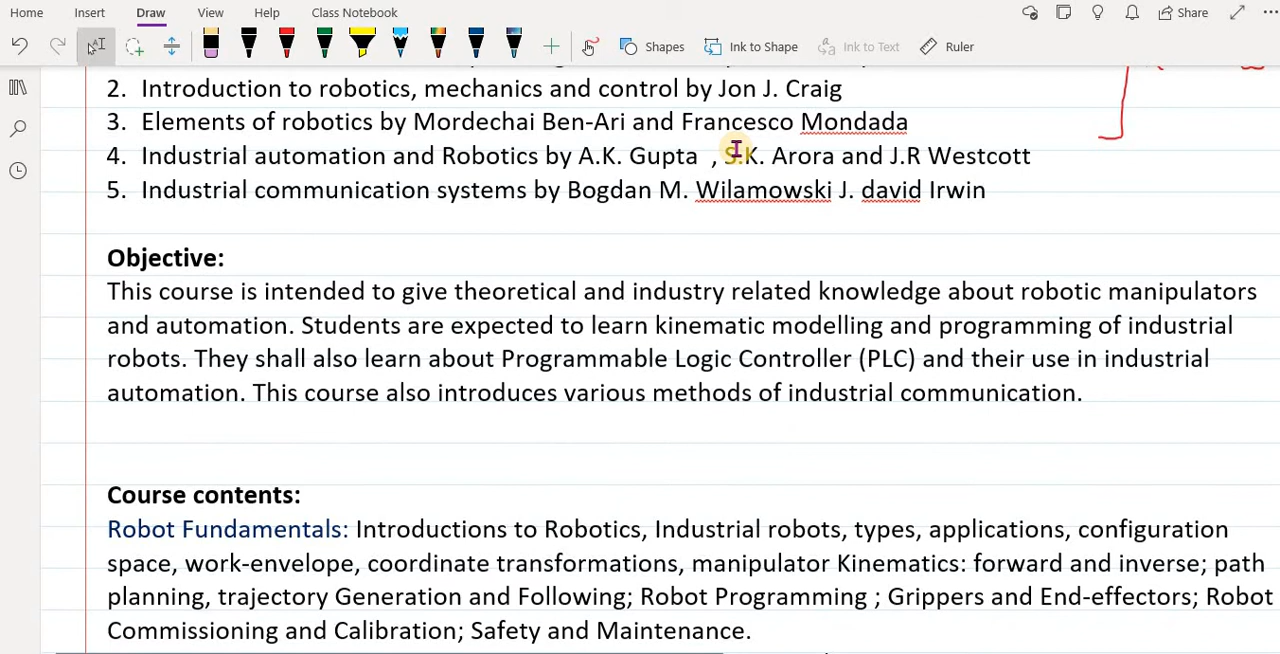 Home Insert Draw View Help Class Notebook Share
Shapes Ink to Shape Ink to Text Ruler
2. Introduction to robotics, mechanics and control by Jon J. Craig
3. Elements of robotics by Mordechai Ben-Ari and Francesco Mondada
4. Industrial automation and Robotics by A.K. Gupta , S.K. Arora and J.R Westcott
5. Industrial communication systems by Bogdan M. Wilamowski J. david Irwin
Objective:
This course is intended to give theoretical and industry related knowledge about robotic manipulators
and automation. Students are expected to learn kinematic modelling and programming of industrial
robots. They shall also learn about Programmable Logic Controller (PLC) and their use in industrial
automation. This course also introduces various methods of industrial communication.
Course contents:
Robot Fundamentals: Introductions to Robotics, Industrial robots, types, applications, configuration
space, work-envelope, coordinate transformations, manipulator Kinematics: forward and inverse; path
planning, trajectory Generation and Following; Robot Programming ; Grippers and End-effectors; Robot
Commissioning and Calibration; Safety and Maintenance.